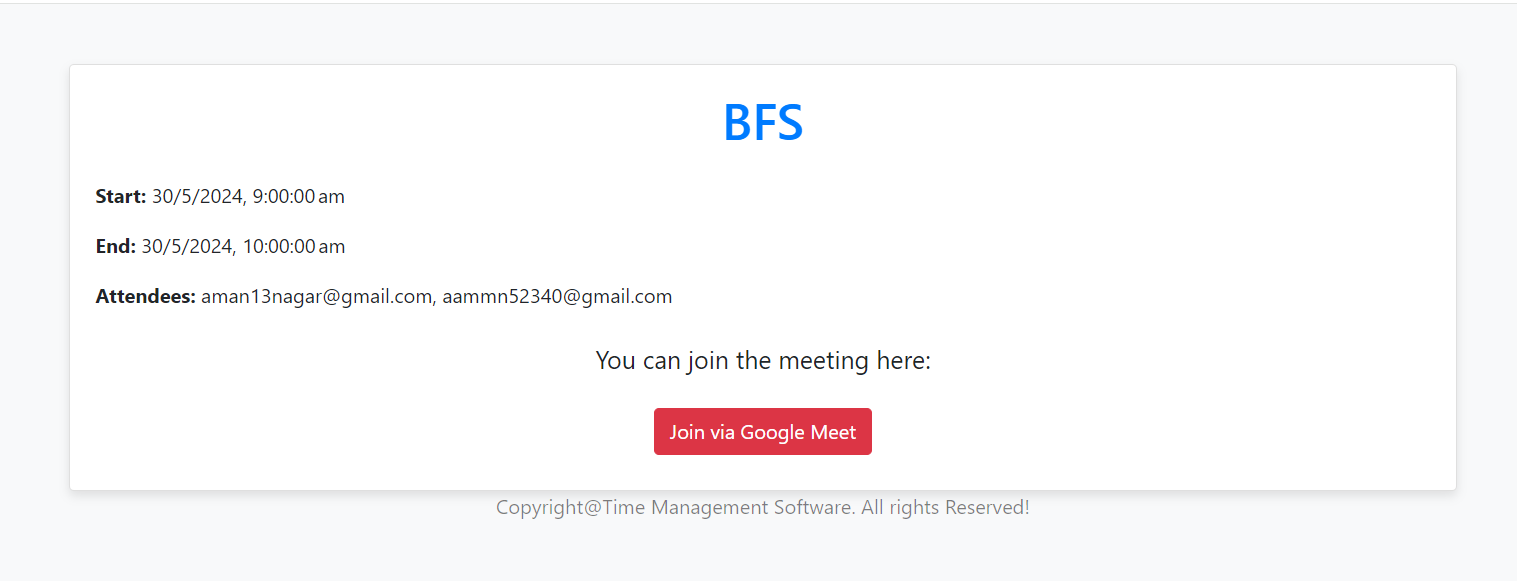 BFS
Start: 30/5/2024, 9:00:00 am
End: 30/5/2024, 10:00:00 am
Attendees: aman13nagar@gmail.com, aammn52340@gmail.com
You can join the meeting here:
Join via Google Meet
Copyright@Time Management Software. All rights Reserved!